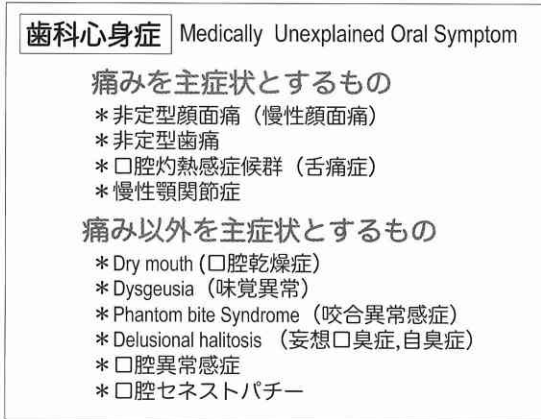 歯科心身症 Medically Unexplained Oral Symptom
痛みを主症状とするもの
＊非定型顔面痛（慢性顔面痛）
＊非定型歯痛
＊口腔灼熱感症候群（舌痛症）
＊慢性顎関節症
痛み以外を主症状とするもの
＊Dry mouth (口腔乾燥症）
＊Dysgeusia（味覚異常）
＊Phantom bite Syndrome（咬合異常感症）
＊Delusional halitosis （妄想口臭症,自臭症）
＊口腔異常感症
＊口腔セネストパチー